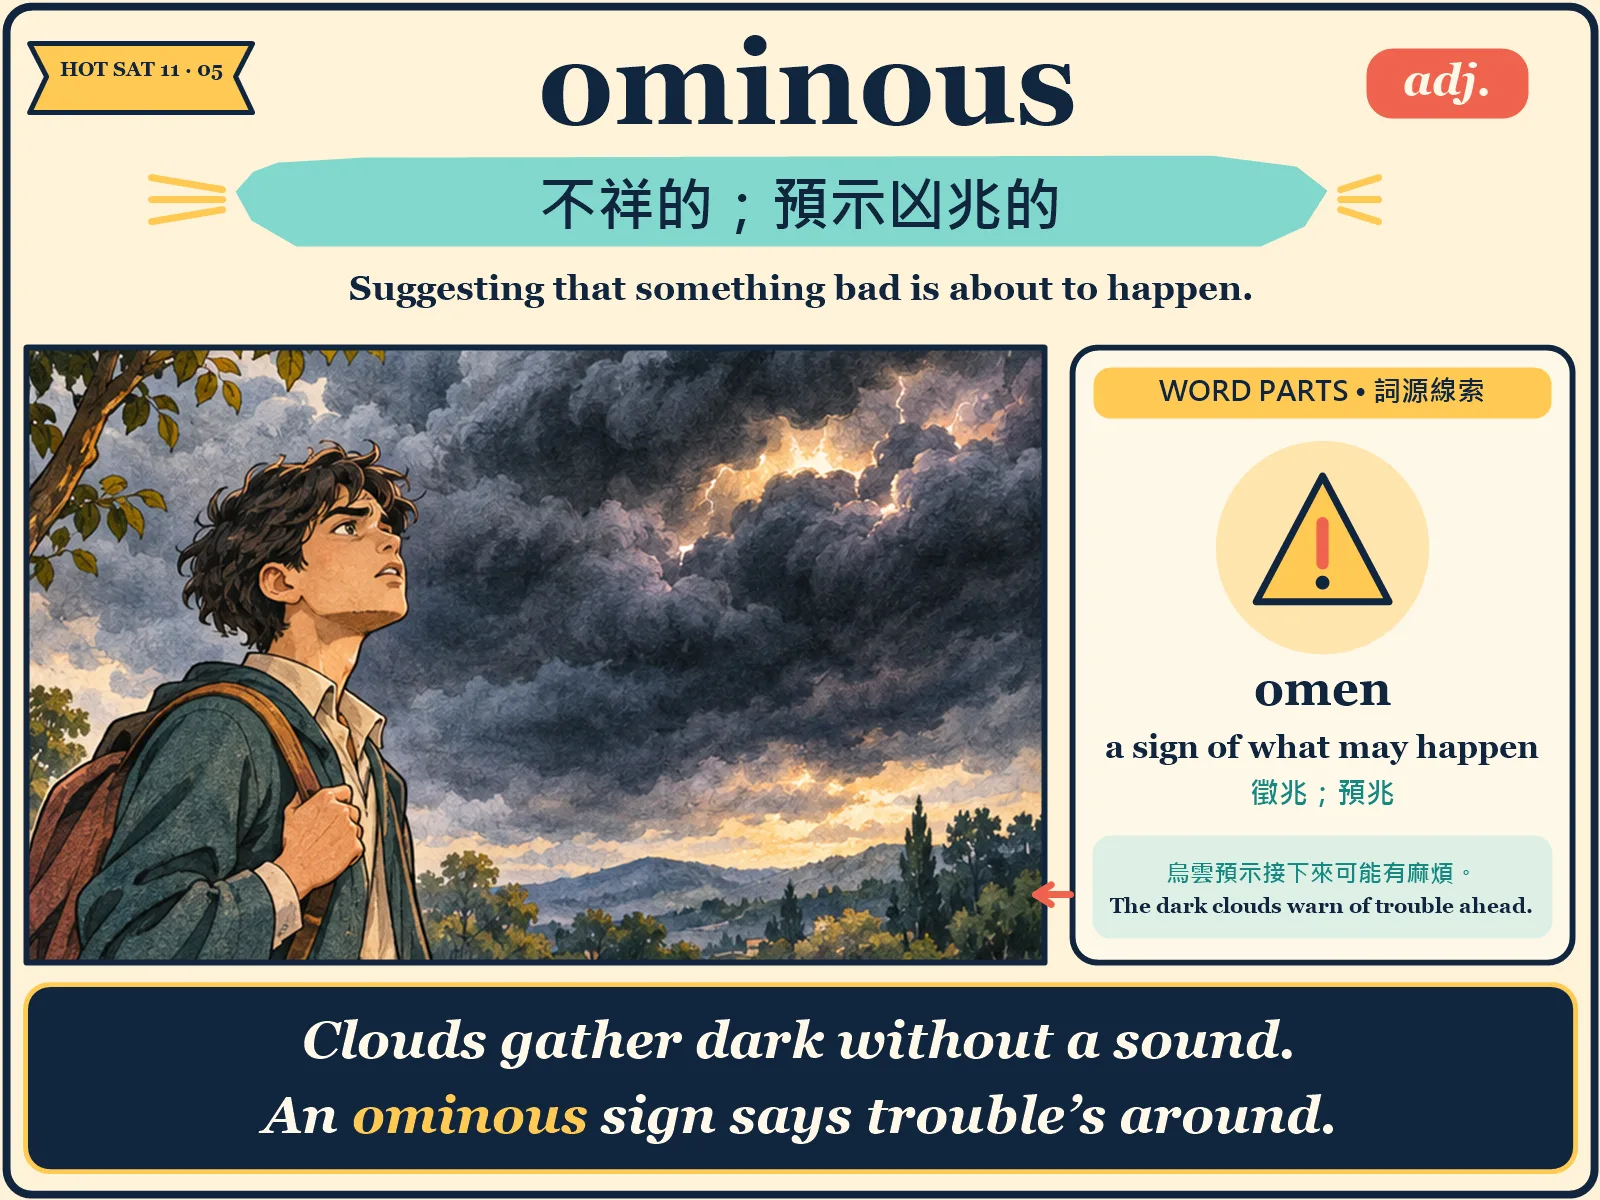 HOT SAT 11 · 05
ominous
adj.
不祥的；預示凶兆的
Suggesting that something bad is about to happen.
WORD PARTS • 詞源線索
omen
a sign of what may happen
徵兆；預兆
烏雲預示接下來可能有麻煩。
The dark clouds warn of trouble ahead.
Clouds gather dark without a sound.
An ominous sign says trouble’s around.